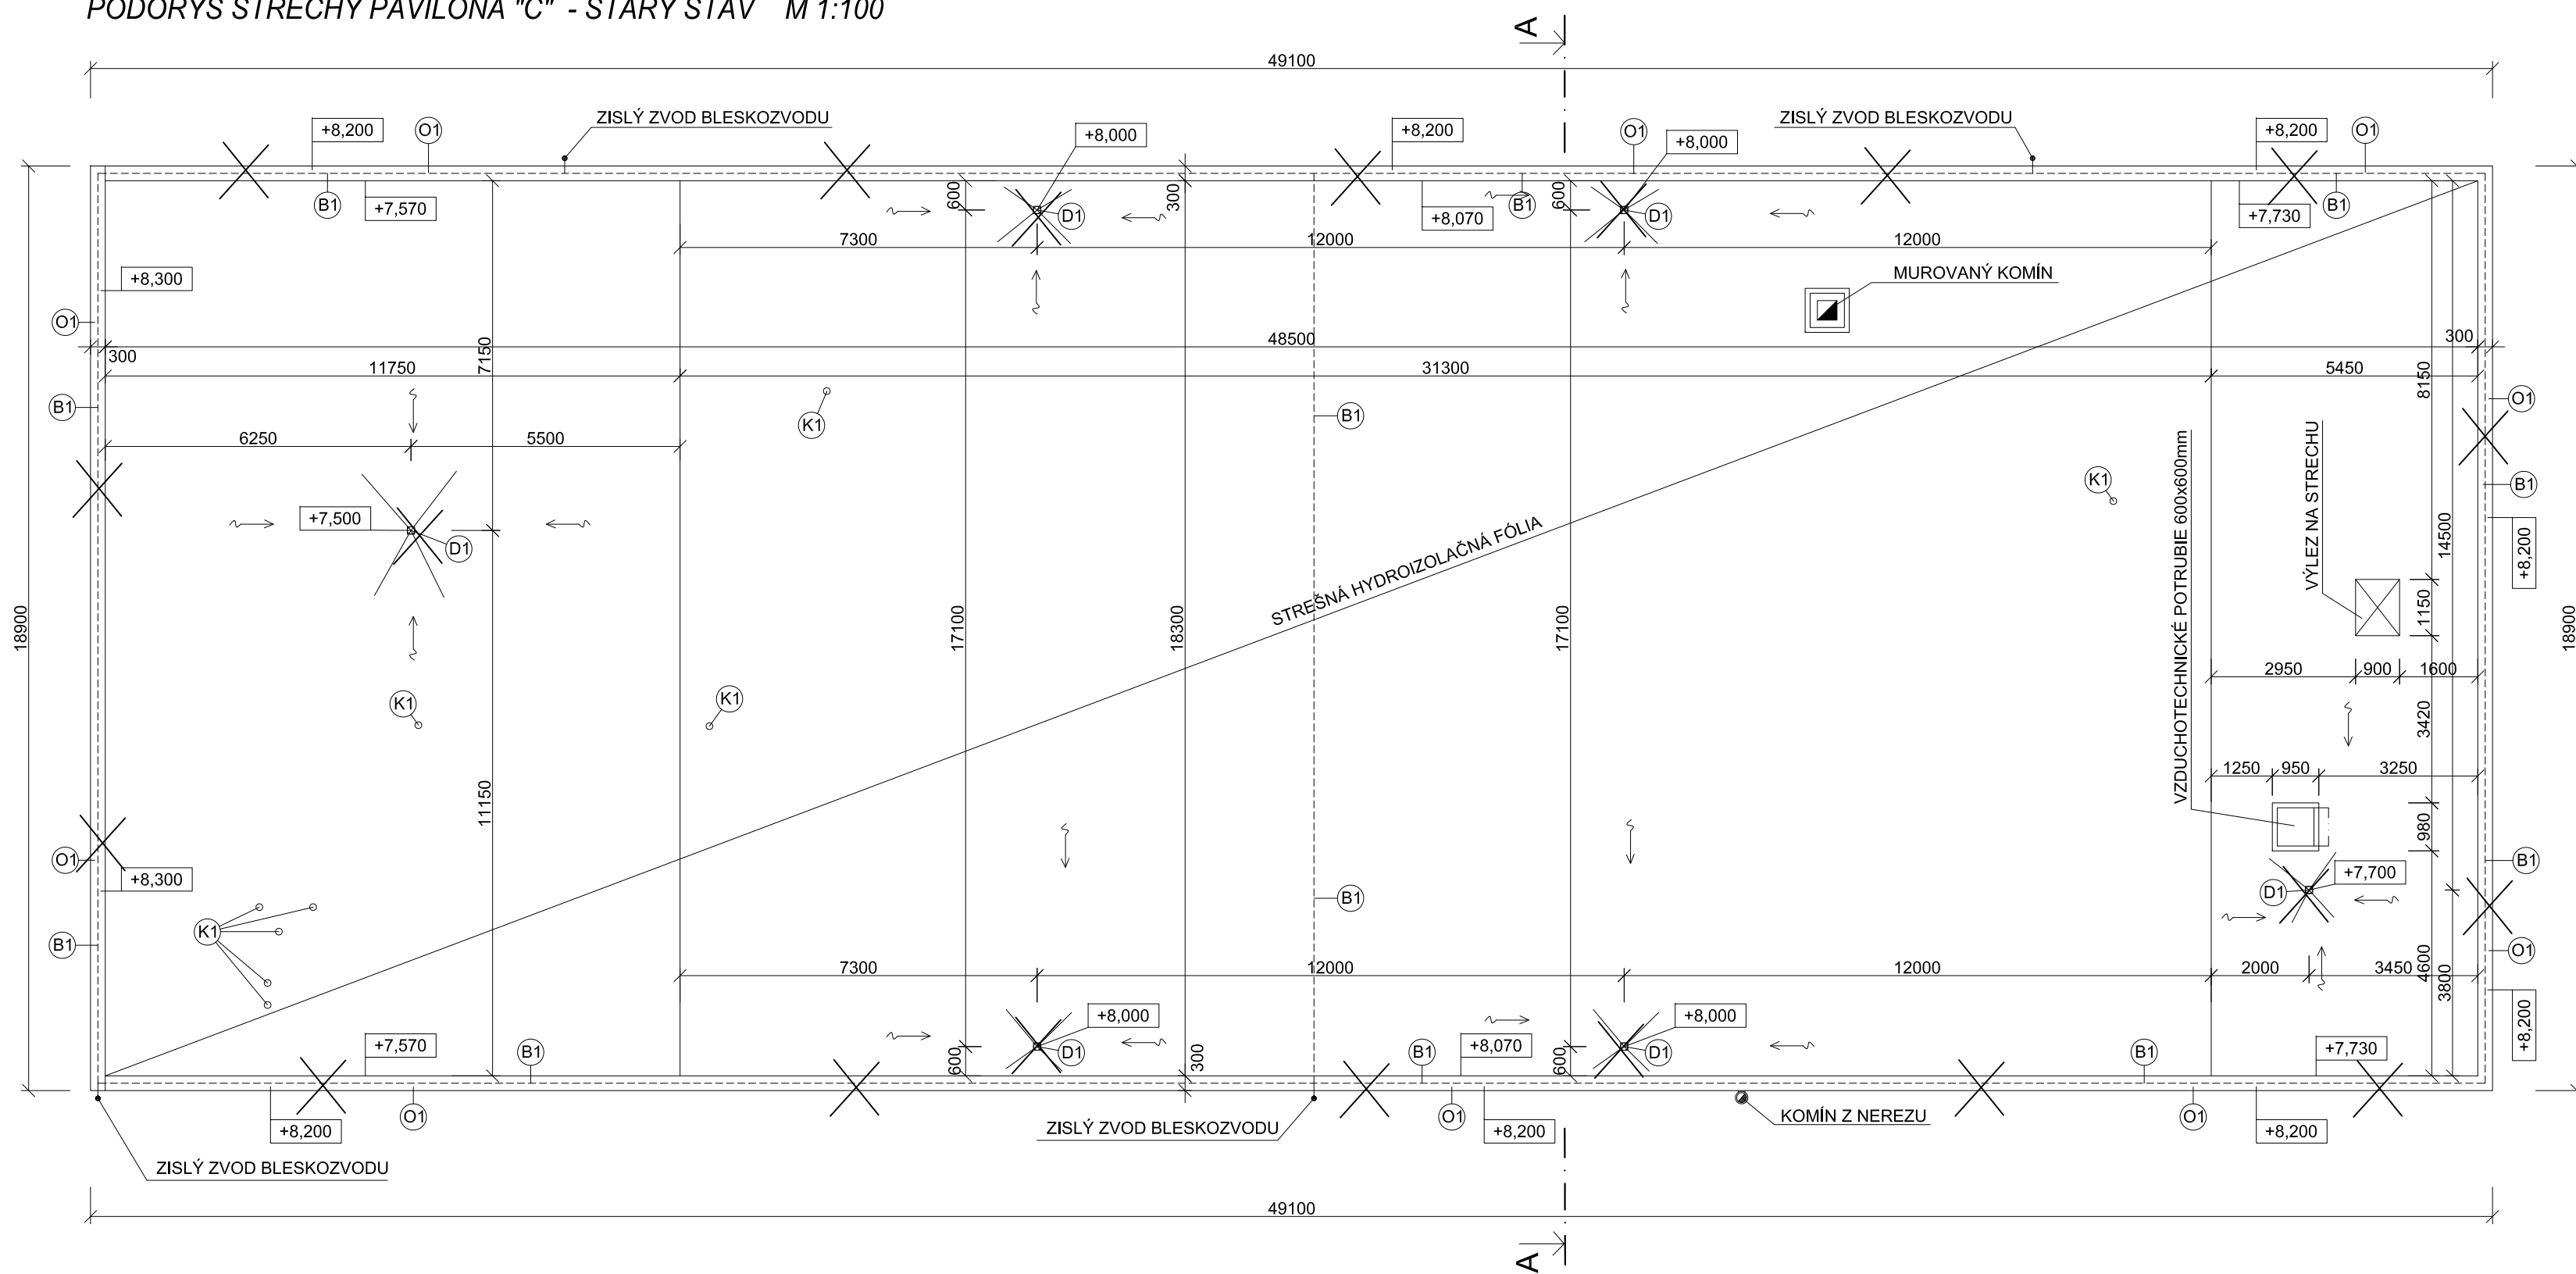 PÔDORYS STRECHY PAVILÓNA "C" - STARÝ STAV M 1:100
A
49100
ZISLÝ ZVOD BLESKOZVODU
ZISLÝ ZVOD BLESKOZVODU
+8,200
O1
+8,000
+8,200
O1
+8,000
+8,200
O1
B1
+7,570
600
D1
300
+8,070
B1
600
D1
+7,730
B1
7300
12000
12000
+8,300
MUROVANÝ KOMÍN
O1
300
48500
300
11750
7150
31300
5450
8150
B1
K1
B1
O1
6250
5500
K1
B1
+7,500
D1
STREŠNÁ HYDROIZOLAČNÁ FÓLIA
VZDUCHOTECHNICKÉ POTRUBIE 600x600mm
VÝLEZ NA STRECHU
14500
+8,200
18900
17100
18300
17100
1150
18900
2950
900
1600
K1
K1
3420
1250
950
3250
11150
980
O1
+8,300
B1
B1
+7,700
D1
K1
B1
O1
7300
12000
12000
2000
3450
4600
3800
+8,000
+8,000
+8,200
+7,570
B1
600
D1
300
B1
+8,070
600
D1
B1
+7,730
O1
+8,200
ZISLÝ ZVOD BLESKOZVODU
O1
+8,200
KOMÍN Z NEREZU
O1
+8,200
ZISLÝ ZVOD BLESKOZVODU
49100
A